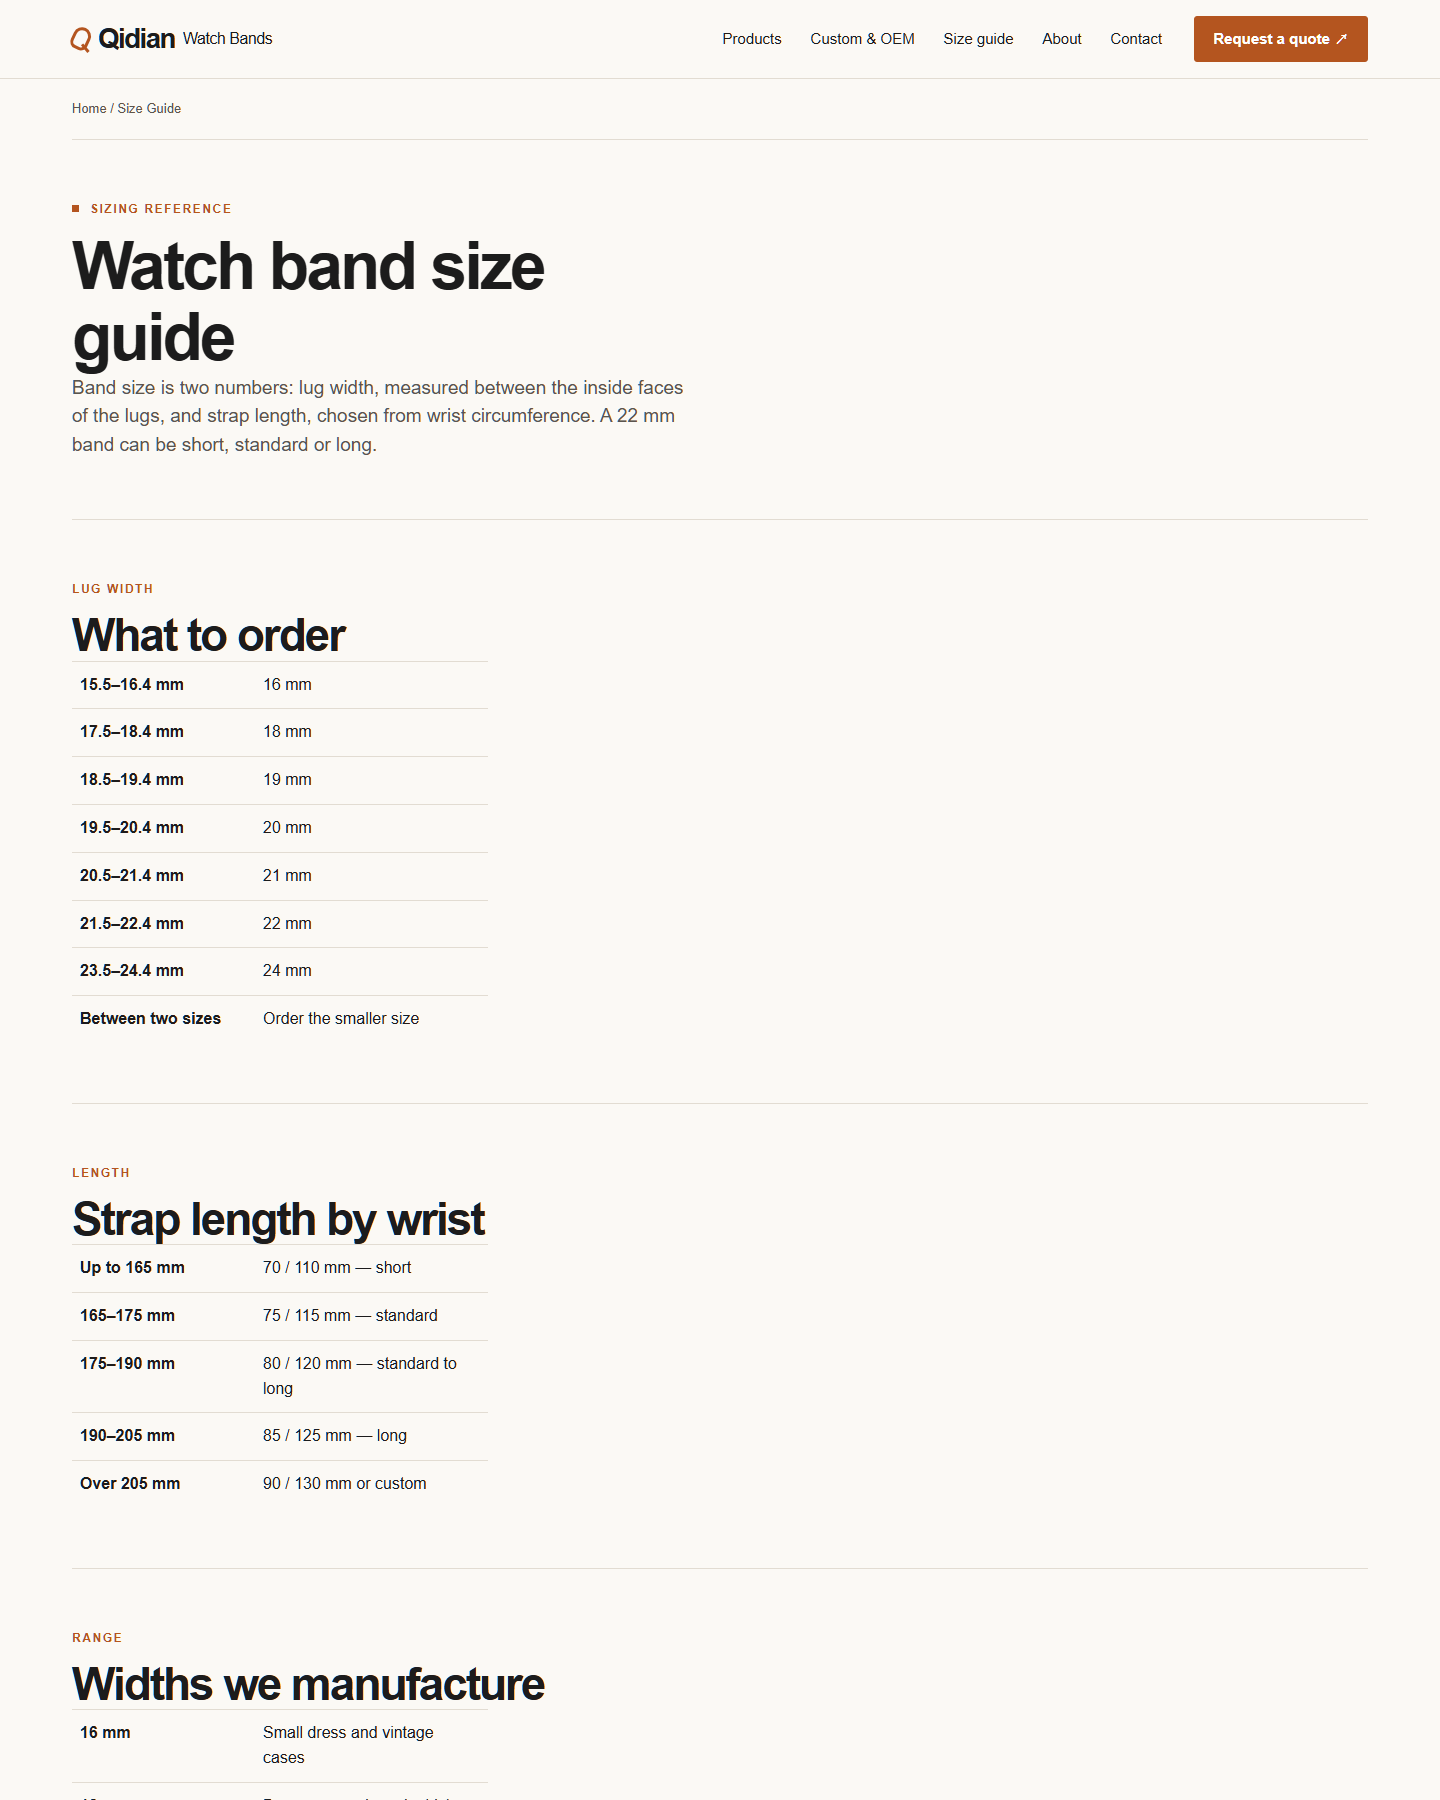 Qidian Watch Bands
Products
Custom & OEM
Size guide
About
Contact
Request a quote ↗
Home / Size Guide
SIZING REFERENCE
Watch band size
guide
Band size is two numbers: lug width, measured between the inside faces
of the lugs, and strap length, chosen from wrist circumference. A 22 mm
band can be short, standard or long.
LUG WIDTH
What to order
15.5–16.4 mm 16 mm
17.5–18.4 mm 18 mm
18.5–19.4 mm 19 mm
19.5–20.4 mm 20 mm
20.5–21.4 mm 21 mm
21.5–22.4 mm 22 mm
23.5–24.4 mm 24 mm
Between two sizes Order the smaller size
LENGTH
Strap length by wrist
Up to 165 mm 70 / 110 mm — short
165–175 mm 75 / 115 mm — standard
175–190 mm 80 / 120 mm — standard to
long
190–205 mm 85 / 125 mm — long
Over 205 mm 90 / 130 mm or custom
RANGE
Widths we manufacture
16 mm Small dress and vintage
cases